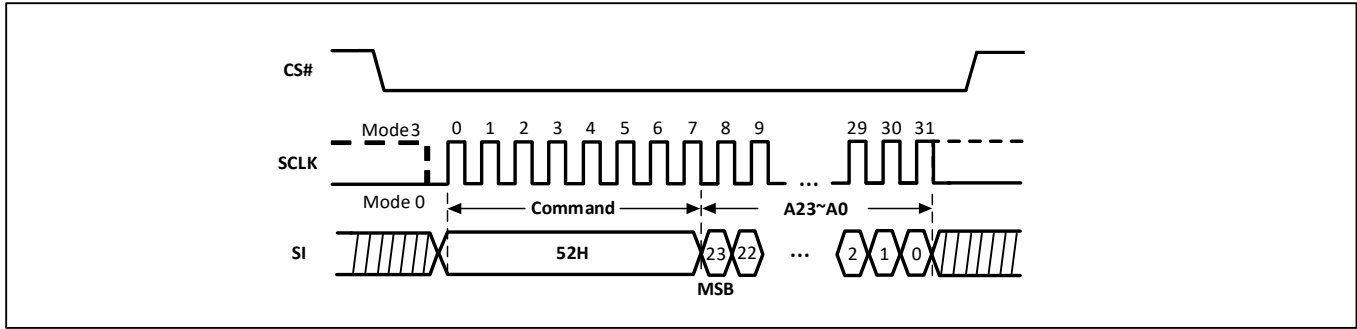 CS#
Mode3 0 1 2 3 4 5 6 7 8 9 29 30 31
SCLK
...
Mode 0 Command A23~A0
SI 52H 23 22 ... 2 1 0
MSB